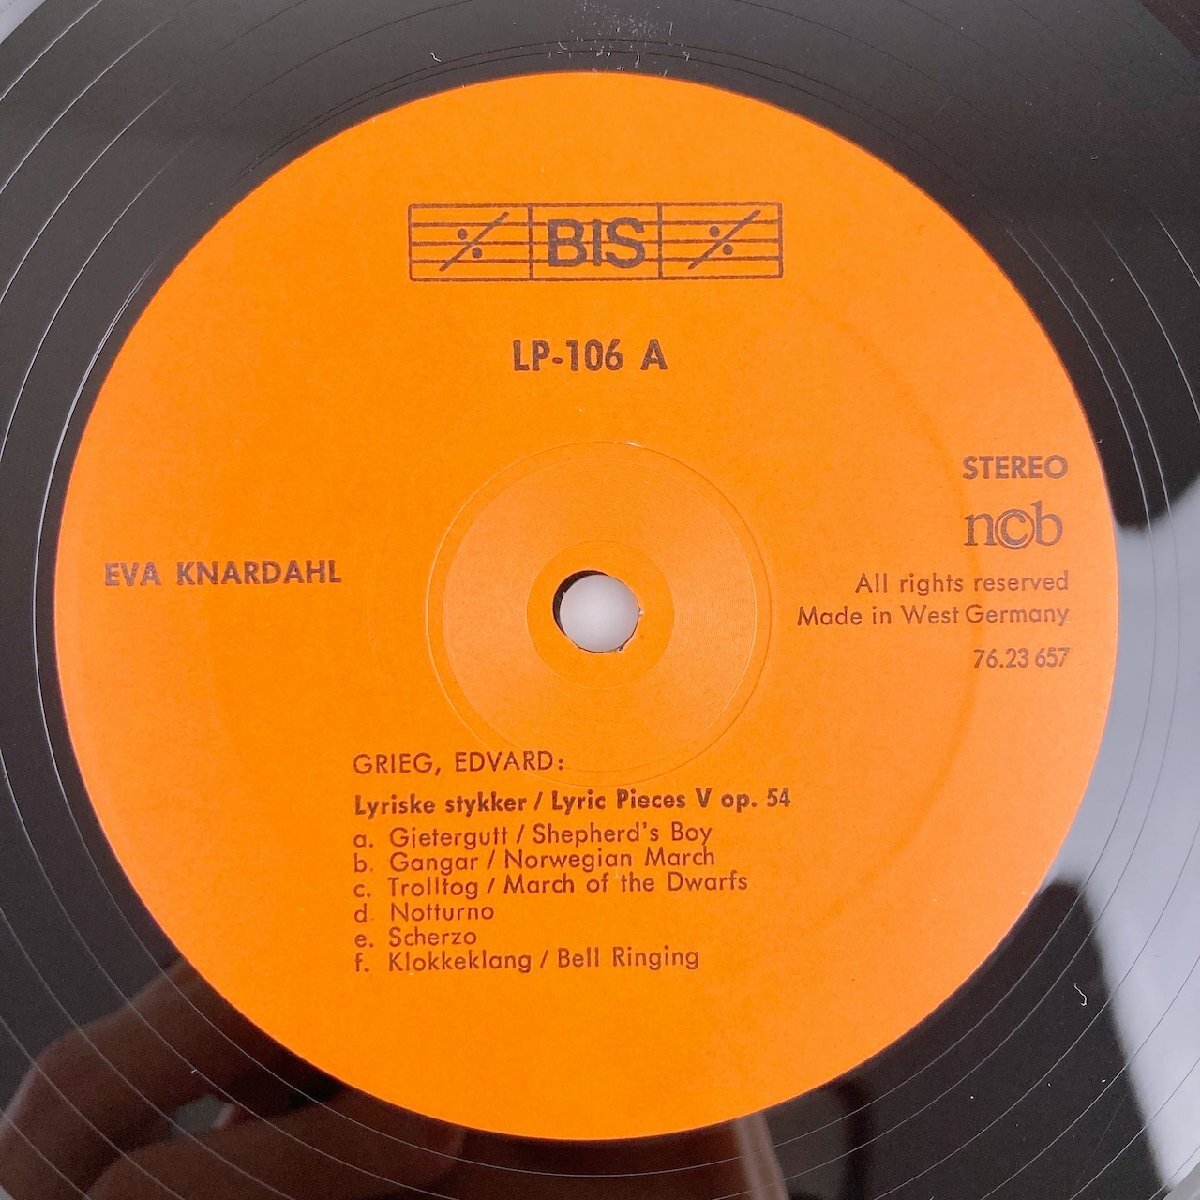 BIS
LP-106 A
STEREO
n©b
EVA KNARDAHL
All rights reserved
Made in West Germany
76.23 657
GRIEG, EDVARD:
Lyriske stykker / Lyric Pieces V op. 54
a. Gjetergutt / Shepherd's Boy
b. Gangar / Norwegian March
c. Trolltog / March of the Dwarfs
d. Notturno
e. Scherzo
f. Klokkeklang / Bell Ringing